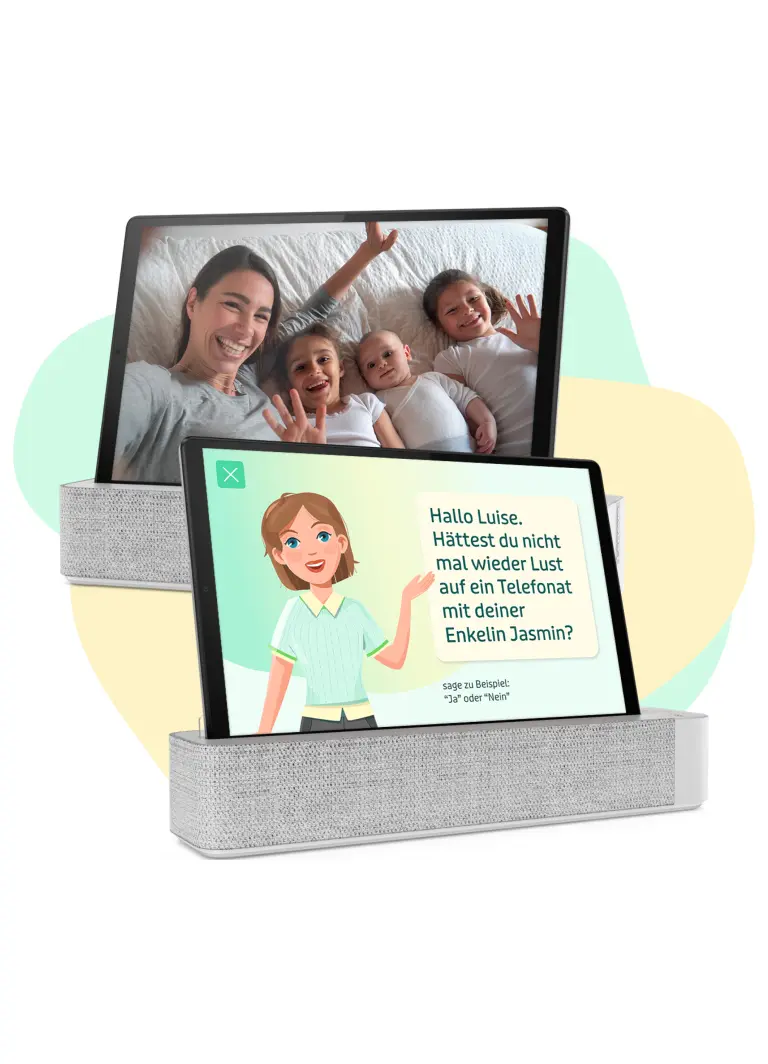 Hallo Luise.
Hättest du nicht
mal wieder Lust
auf ein Telefonat
mit deiner
Enkelin Jasmin?
sage zu Beispiel:
“Ja” oder “Nein”